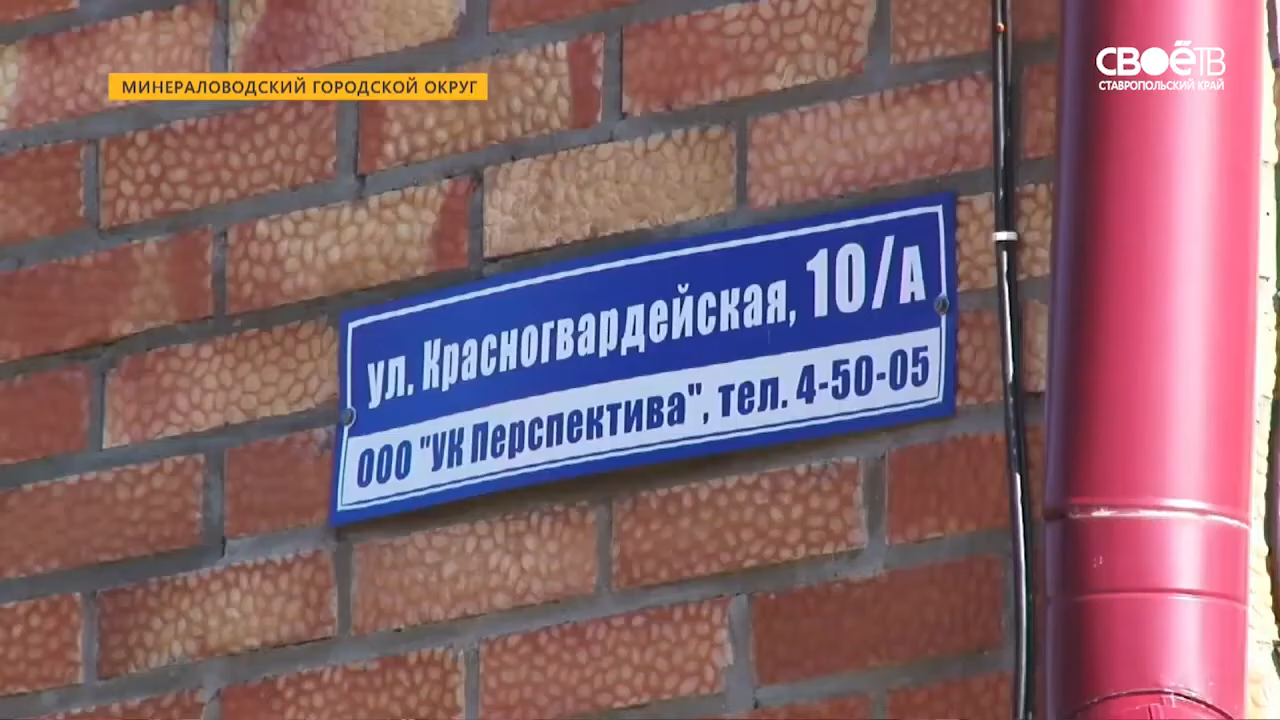 МИНЕРАЛОВОДСКИЙ ГОРОДСКОЙ ОКРУГ
СВОЁТВ
СТАВРОПОЛЬСКИЙ КРАЙ
ул. Красногвардейская, 10/А
ООО "УК Перспектива", тел. 4-50-05